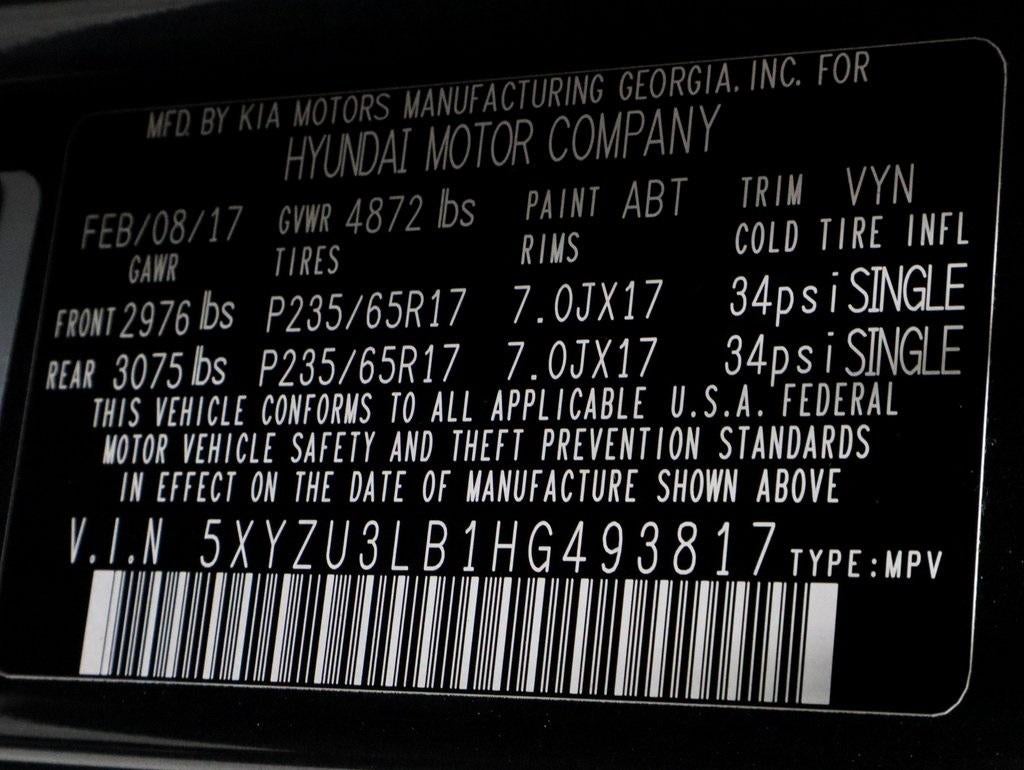 MFD. BY KIA MOTORS MANUFACTURING GEORGIA, INC. FOR
HYUNDAI MOTOR COMPANY
FEB/08/17 GVWR 4872 lbs PAINT ABT TRIM VYN
GAWR TIRES RIMS COLD TIRE INFL
FRONT 2976 lbs P235/65R17 7.0JX17 34psi SINGLE
REAR 3075 lbs P235/65R17 7.0JX17 34psi SINGLE
THIS VEHICLE CONFORMS TO ALL APPLICABLE U.S.A. FEDERAL
MOTOR VEHICLE SAFETY AND THEFT PREVENTION STANDARDS
IN EFFECT ON THE DATE OF MANUFACTURE SHOWN ABOVE
V.I.N 5XYZU3LB1HG493817 TYPE:MPV